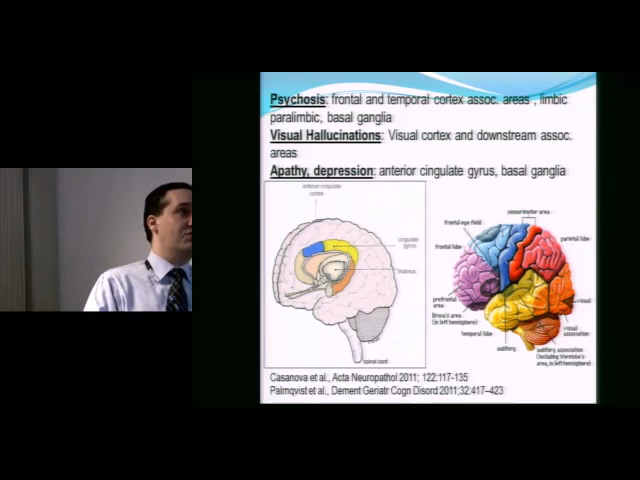 Psychosis: frontal and temporal cortex assoc. areas , limbic
paralimbic, basal ganglia
Visual Hallucinations: Visual cortex and downstream assoc.
areas
Apathy, depression: anterior cingulate gyrus, basal ganglia
anterior cingulate
cortex
cingulate
gyrus
thalamus
spinal cord
sensorimotor area
frontal eye field
parietal lobe
frontal lobe
prefrontal
area
Broca's area
(in left hemisphere)
temporal lobe
auditory
visual
visual
association
auditory association
(including Wernicke's
area, in left hemisphere)
Casanova et al., Acta Neuropathol 2011; 122:117-135
Palmqvist et al., Dement Geriatr Cogn Disord 2011;32:417–423